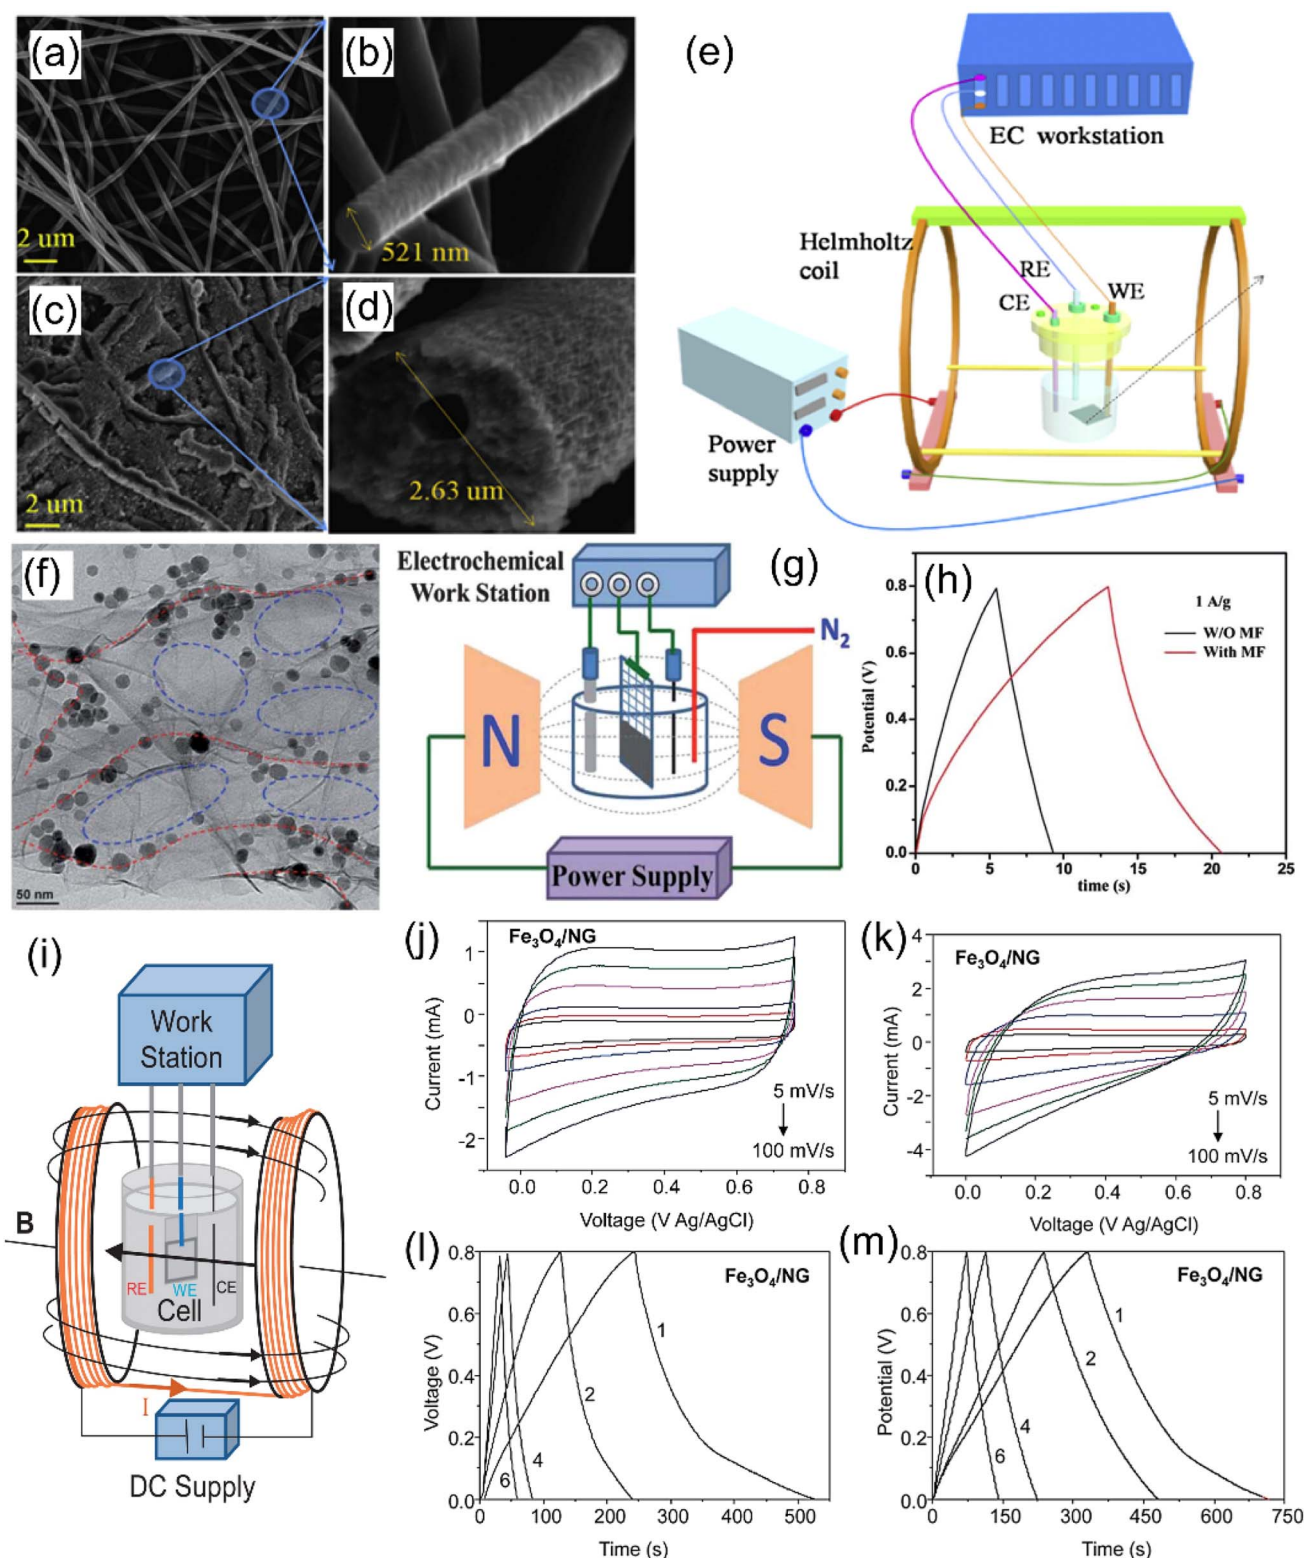 (a)
2 um
(b)
521 nm
(c)
2 um
(d)
2.63 um
(e)
EC workstation
Helmholtz
coil
RE
CE
WE
Power
supply
(f)
50 nm
(g)
Electrochemical
Work Station
N₂
N
S
Power Supply
(h)
1 A/g
W/O MF
With MF
Potential (V)
0.8
0.6
0.4
0.2
0.0
0 5 10 15 20 25
time (s)
(i)
Work
Station
B
RE
WE
CE
Cell
I
DC Supply
(j)
Fe₃O₄/NG
Current (mA)
1
0
-1
-2
5 mV/s
100 mV/s
0.0 0.2 0.4 0.6 0.8
Voltage (V Ag/AgCl)
(k)
Fe₃O₄/NG
Current (mA)
4
2
0
-2
-4
5 mV/s
100 mV/s
0.0 0.2 0.4 0.6 0.8
Voltage (V Ag/AgCl)
(l)
Fe₃O₄/NG
Voltage (V)
0.8
0.6
0.4
0.2
0.0
1
2
4
6
0 100 200 300 400 500
Time (s)
(m)
Fe₃O₄/NG
Potential (V)
0.8
0.6
0.4
0.2
0.0
1
2
4
6
0 150 300 450 600 750
Time (s)